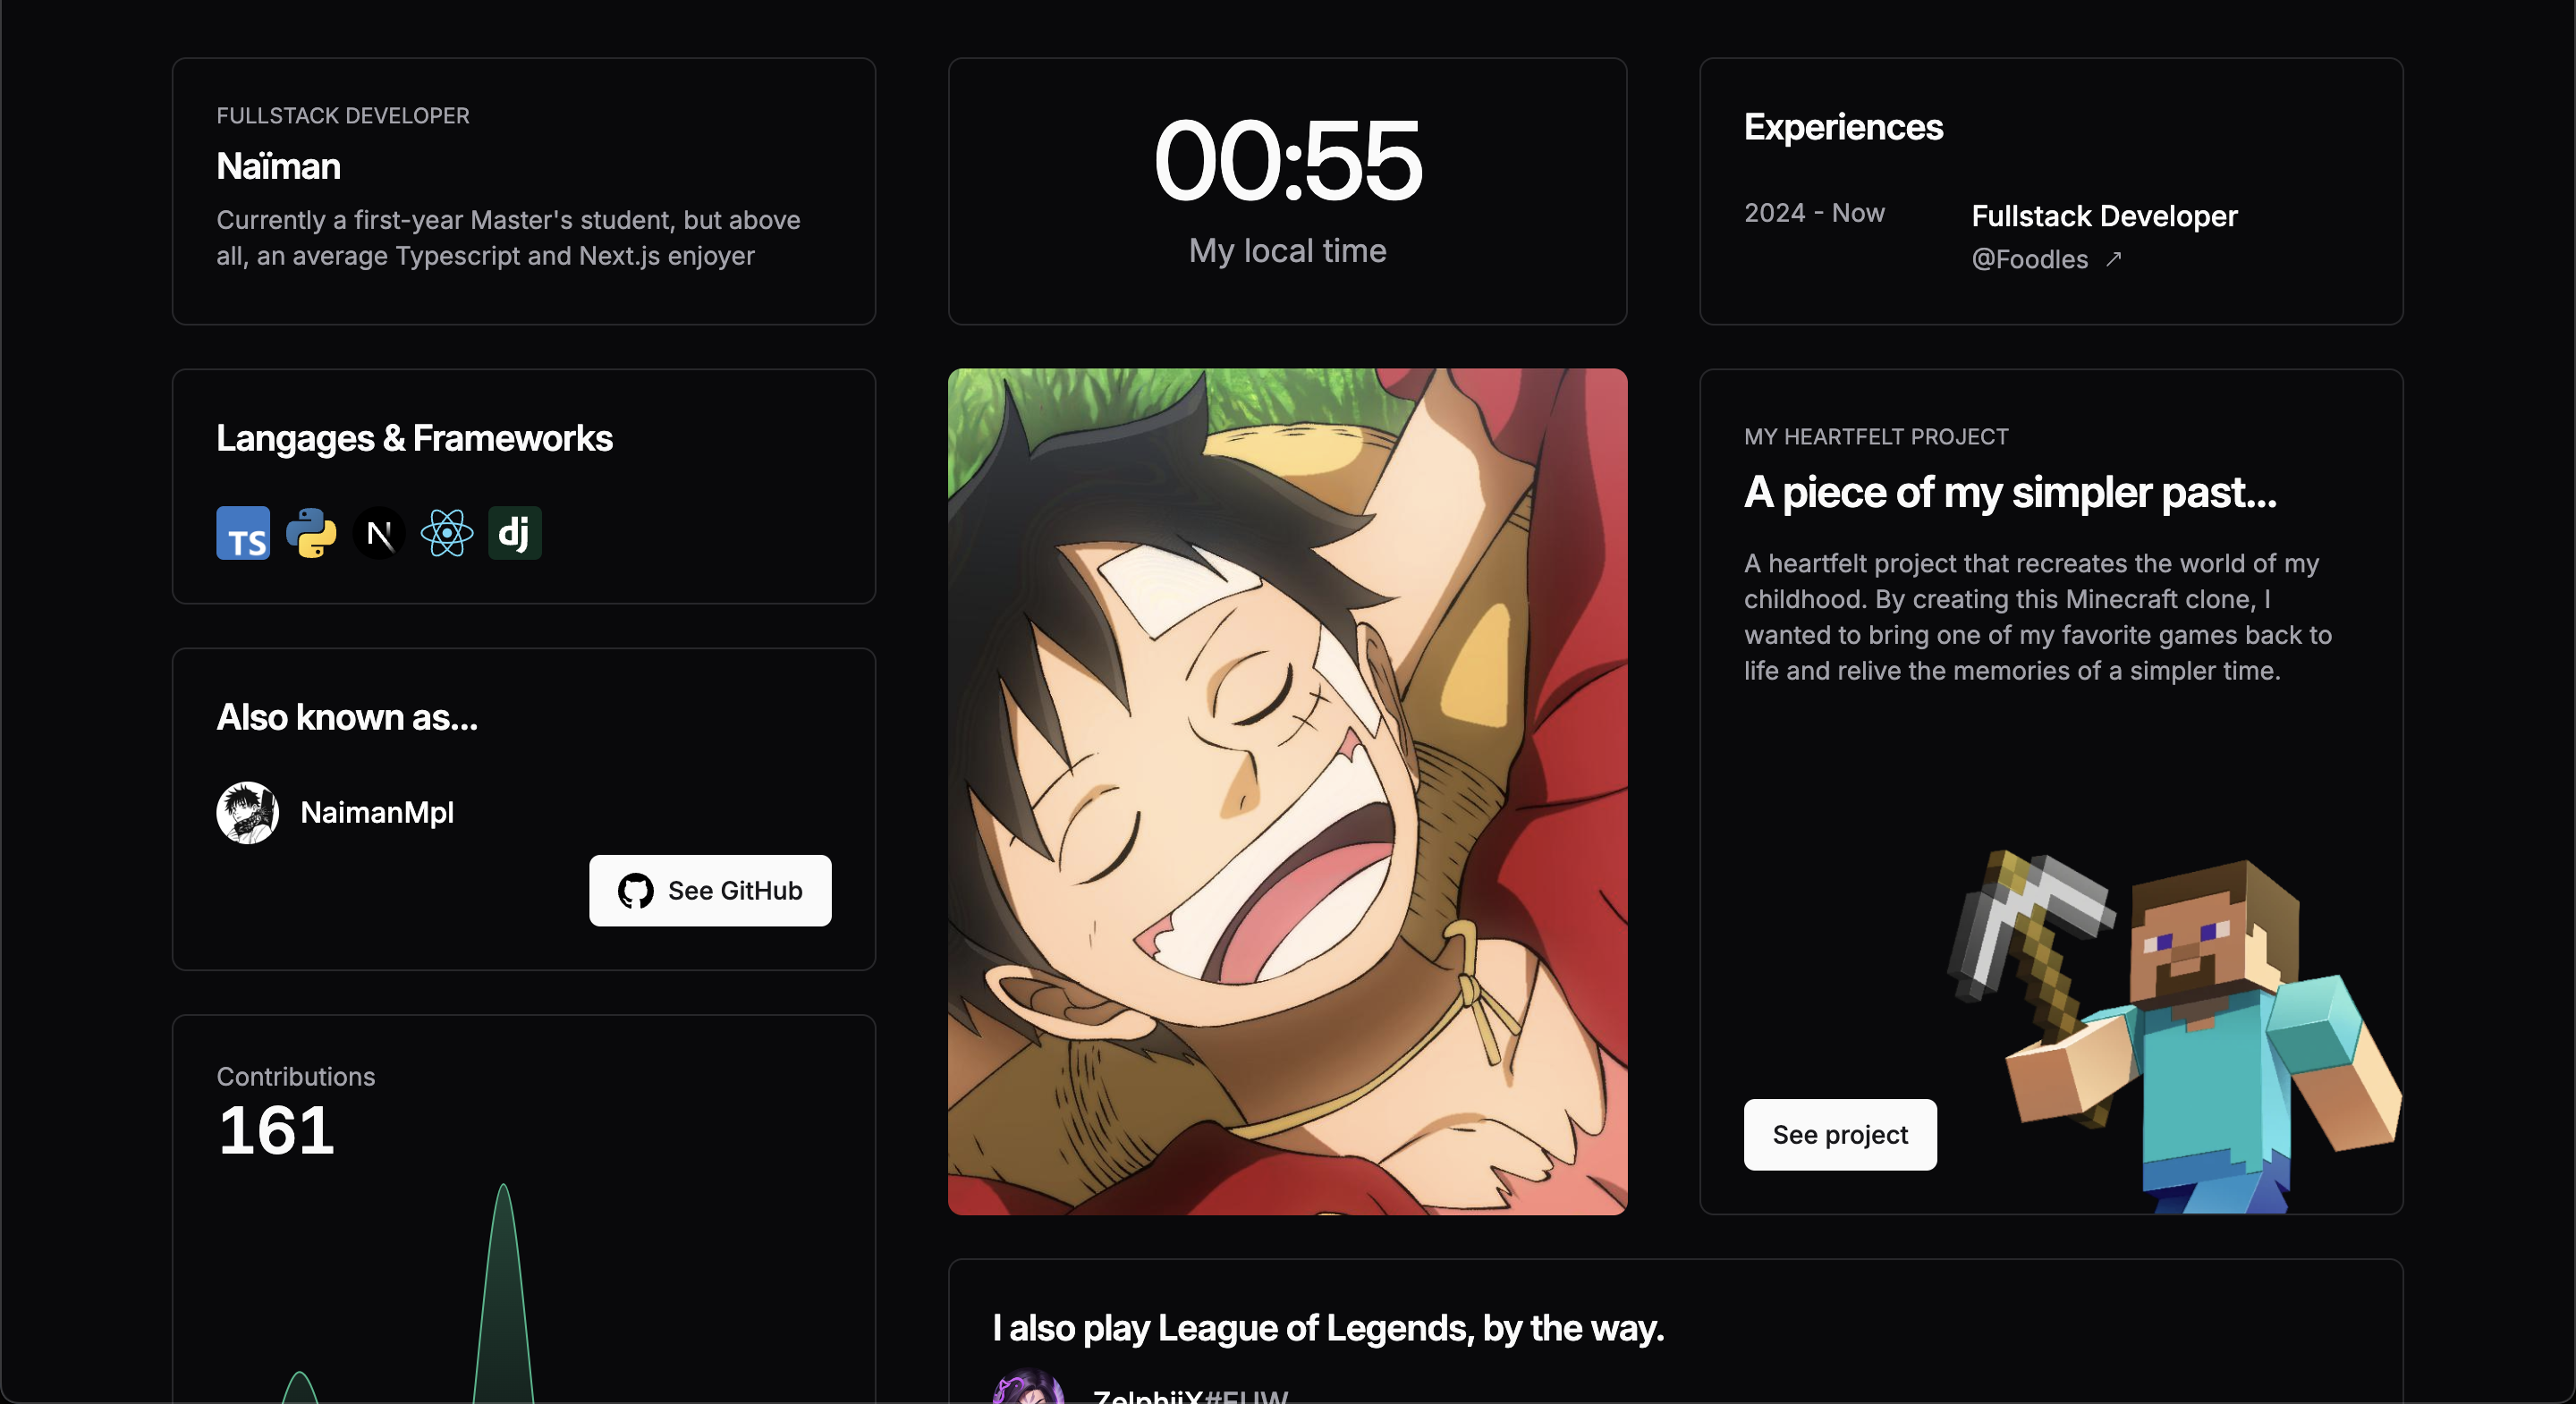 FULLSTACK DEVELOPER
Naïman
Currently a first-year Master's student, but above
all, an average Typescript and Next.js enjoyer
00:55
My local time
Experiences
2024 - Now
Fullstack Developer
@Foodles ↗
Langages & Frameworks
TS
N
dj
Also known as...
NaimanMpl
See GitHub
Contributions
161
MY HEARTFELT PROJECT
A piece of my simpler past...
A heartfelt project that recreates the world of my
childhood. By creating this Minecraft clone, I
wanted to bring one of my favorite games back to
life and relive the memories of a simpler time.
See project
I also play League of Legends, by the way.